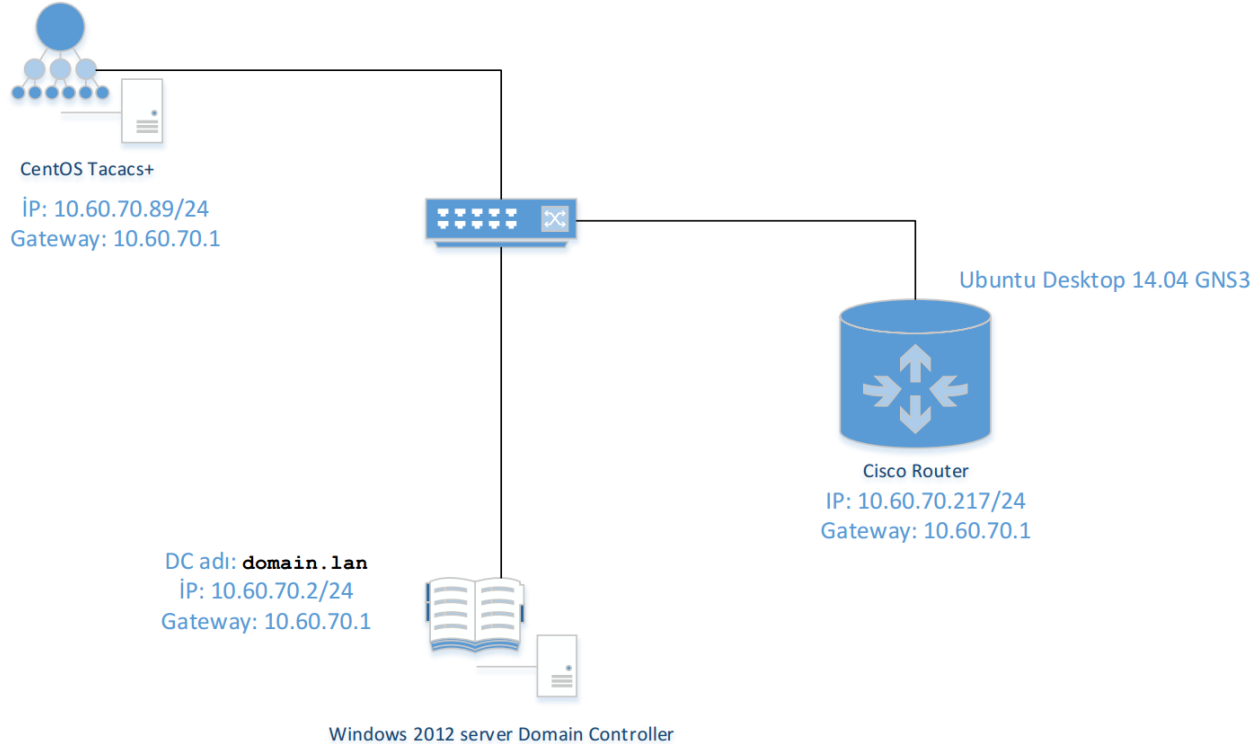 CentOS Tacacs+
İP: 10.60.70.89/24
Gateway: 10.60.70.1
Ubuntu Desktop 14.04 GNS3
Cisco Router
IP: 10.60.70.217/24
Gateway: 10.60.70.1
DC adı: domain.lan
İP: 10.60.70.2/24
Gateway: 10.60.70.1
Windows 2012 server Domain Controller